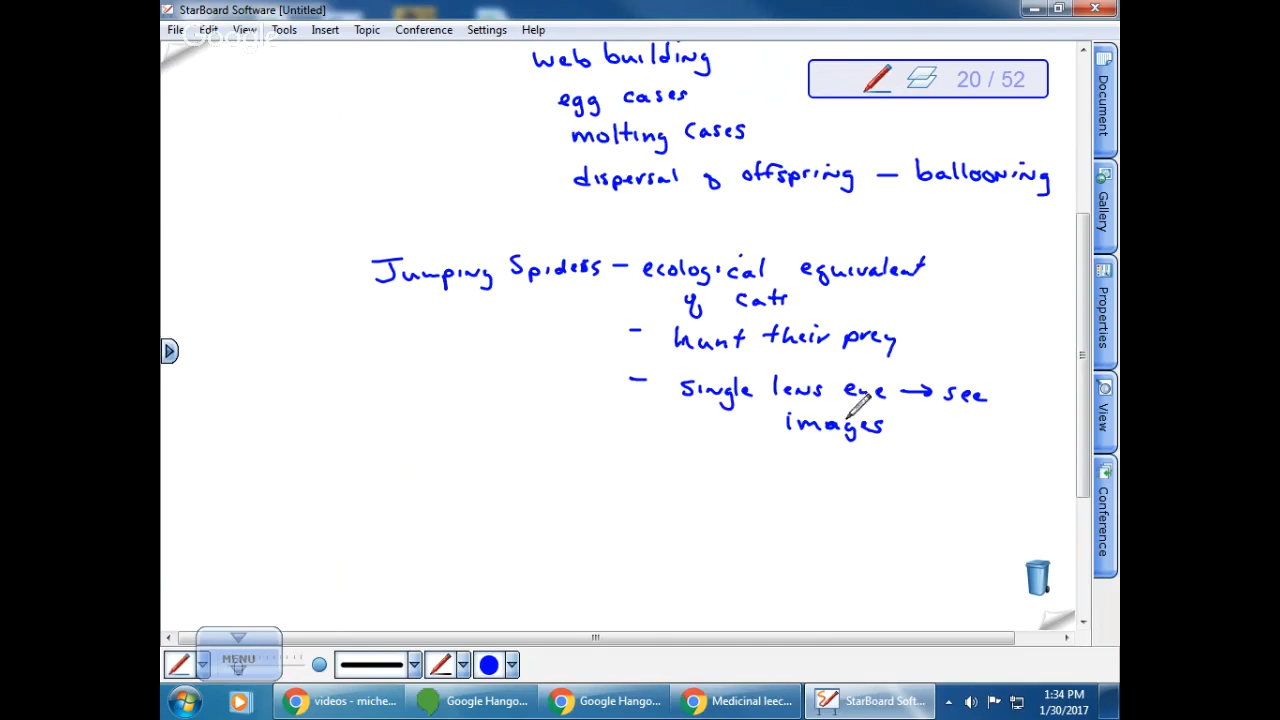 StarBoard Software [Untitled]
File Edit View Tools Insert Topic Conference Settings Help
Google
web building
20 / 52
egg cases
molting cases
dispersal of offspring — ballooning
Jumping Spiders – ecological equivalent
of cats
- hunt their prey
- single lens eye → see
images
Document
Gallery
Properties
View
Conference
MENU
videos - miche...
Google Hango...
Google Hango...
Medicinal leec...
StarBoard Soft...
1:34 PM
1/30/2017